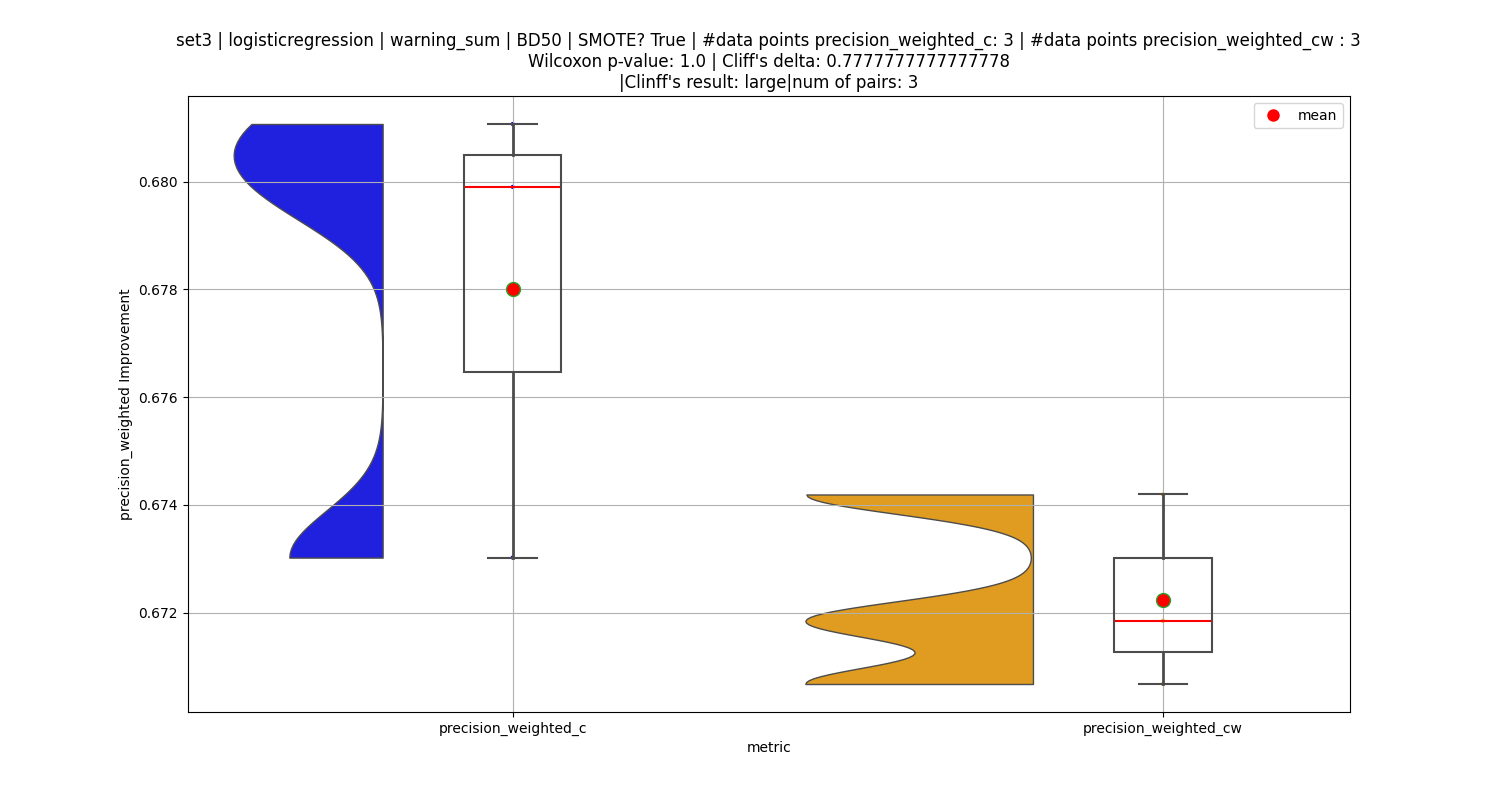 set3 | logisticregression | warning_sum | BD50 | SMOTE? True | #data points precision_weighted_c: 3 | #data points precision_weighted_cw : 3
Wilcoxon p-value: 1.0 | Cliff's delta: 0.7777777777777778
|Clinff's result: large|num of pairs: 3
mean
0.680
0.678
0.676
0.674
0.672
precision_weighted Improvement
precision_weighted_c
precision_weighted_cw
metric